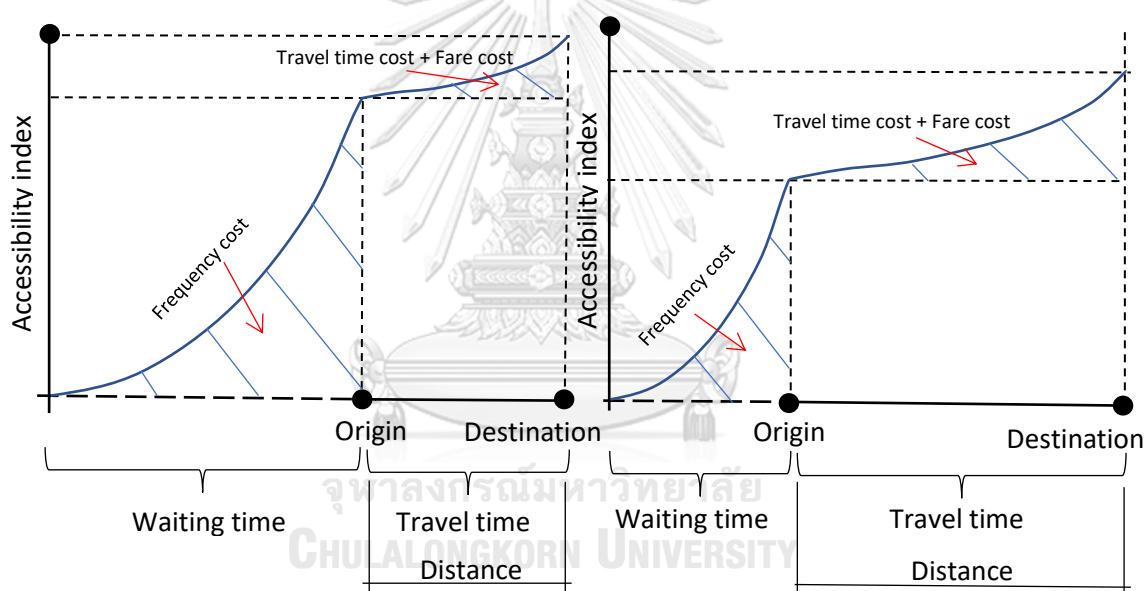 Travel time cost + Fare cost
Accessibility index
Frequency cost
Origin
Destination
Waiting time
Travel time
Distance
Travel time cost + Fare cost
Accessibility index
Frequency cost
Origin
Destination
Waiting time
Travel time
Distance
จุฬาลงกรณ์มหาวิทยาลัย
CHULALONGKORN UNIVERSITY